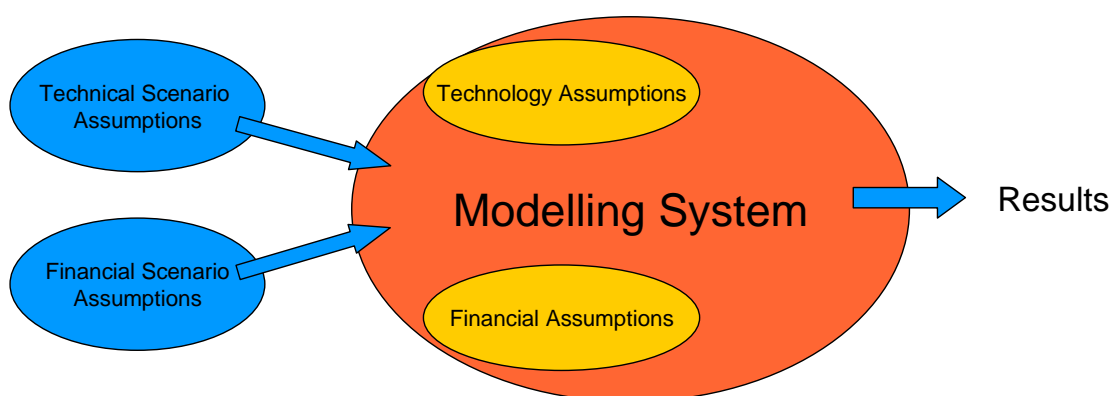 Technical Scenario
Assumptions
Technology Assumptions
Modelling System
Results
Financial Scenario
Assumptions
Financial Assumptions